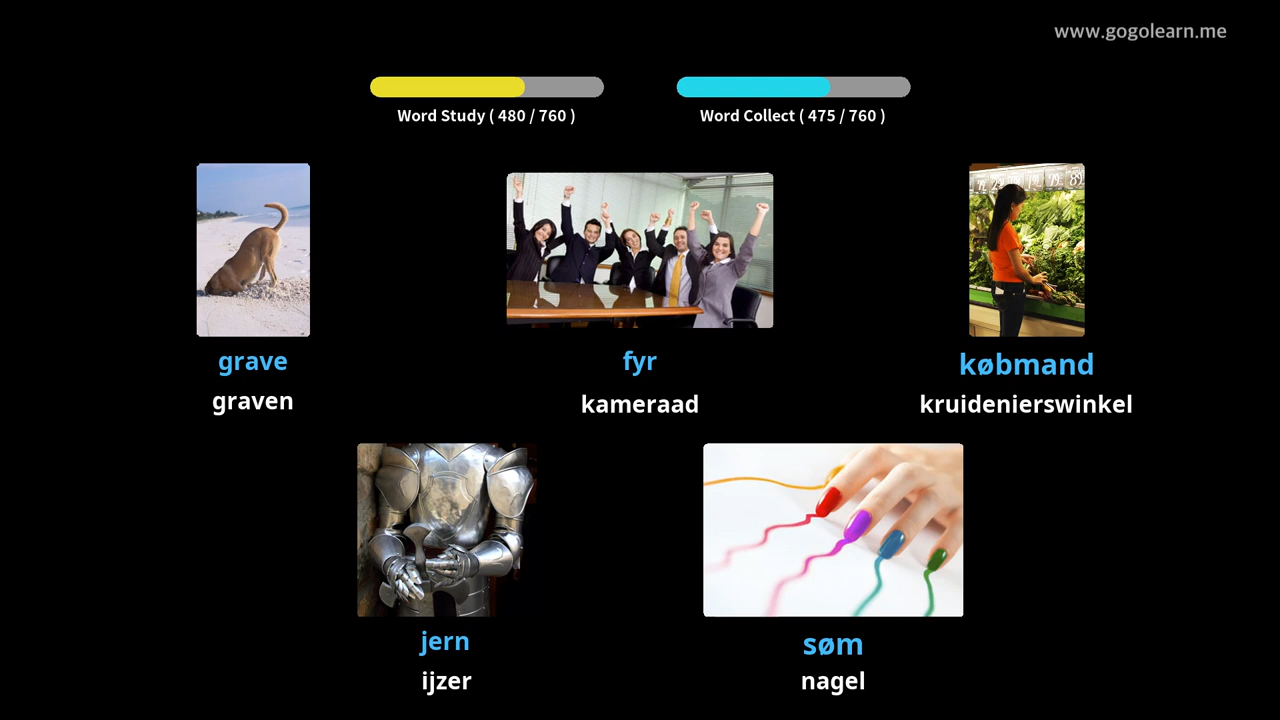 www.gogolearn.me
Word Study ( 480 / 760 )
Word Collect ( 475 / 760 )
grave
graven
fyr
kameraad
købmand
kruidenierswinkel
jern
ijzer
søm
nagel